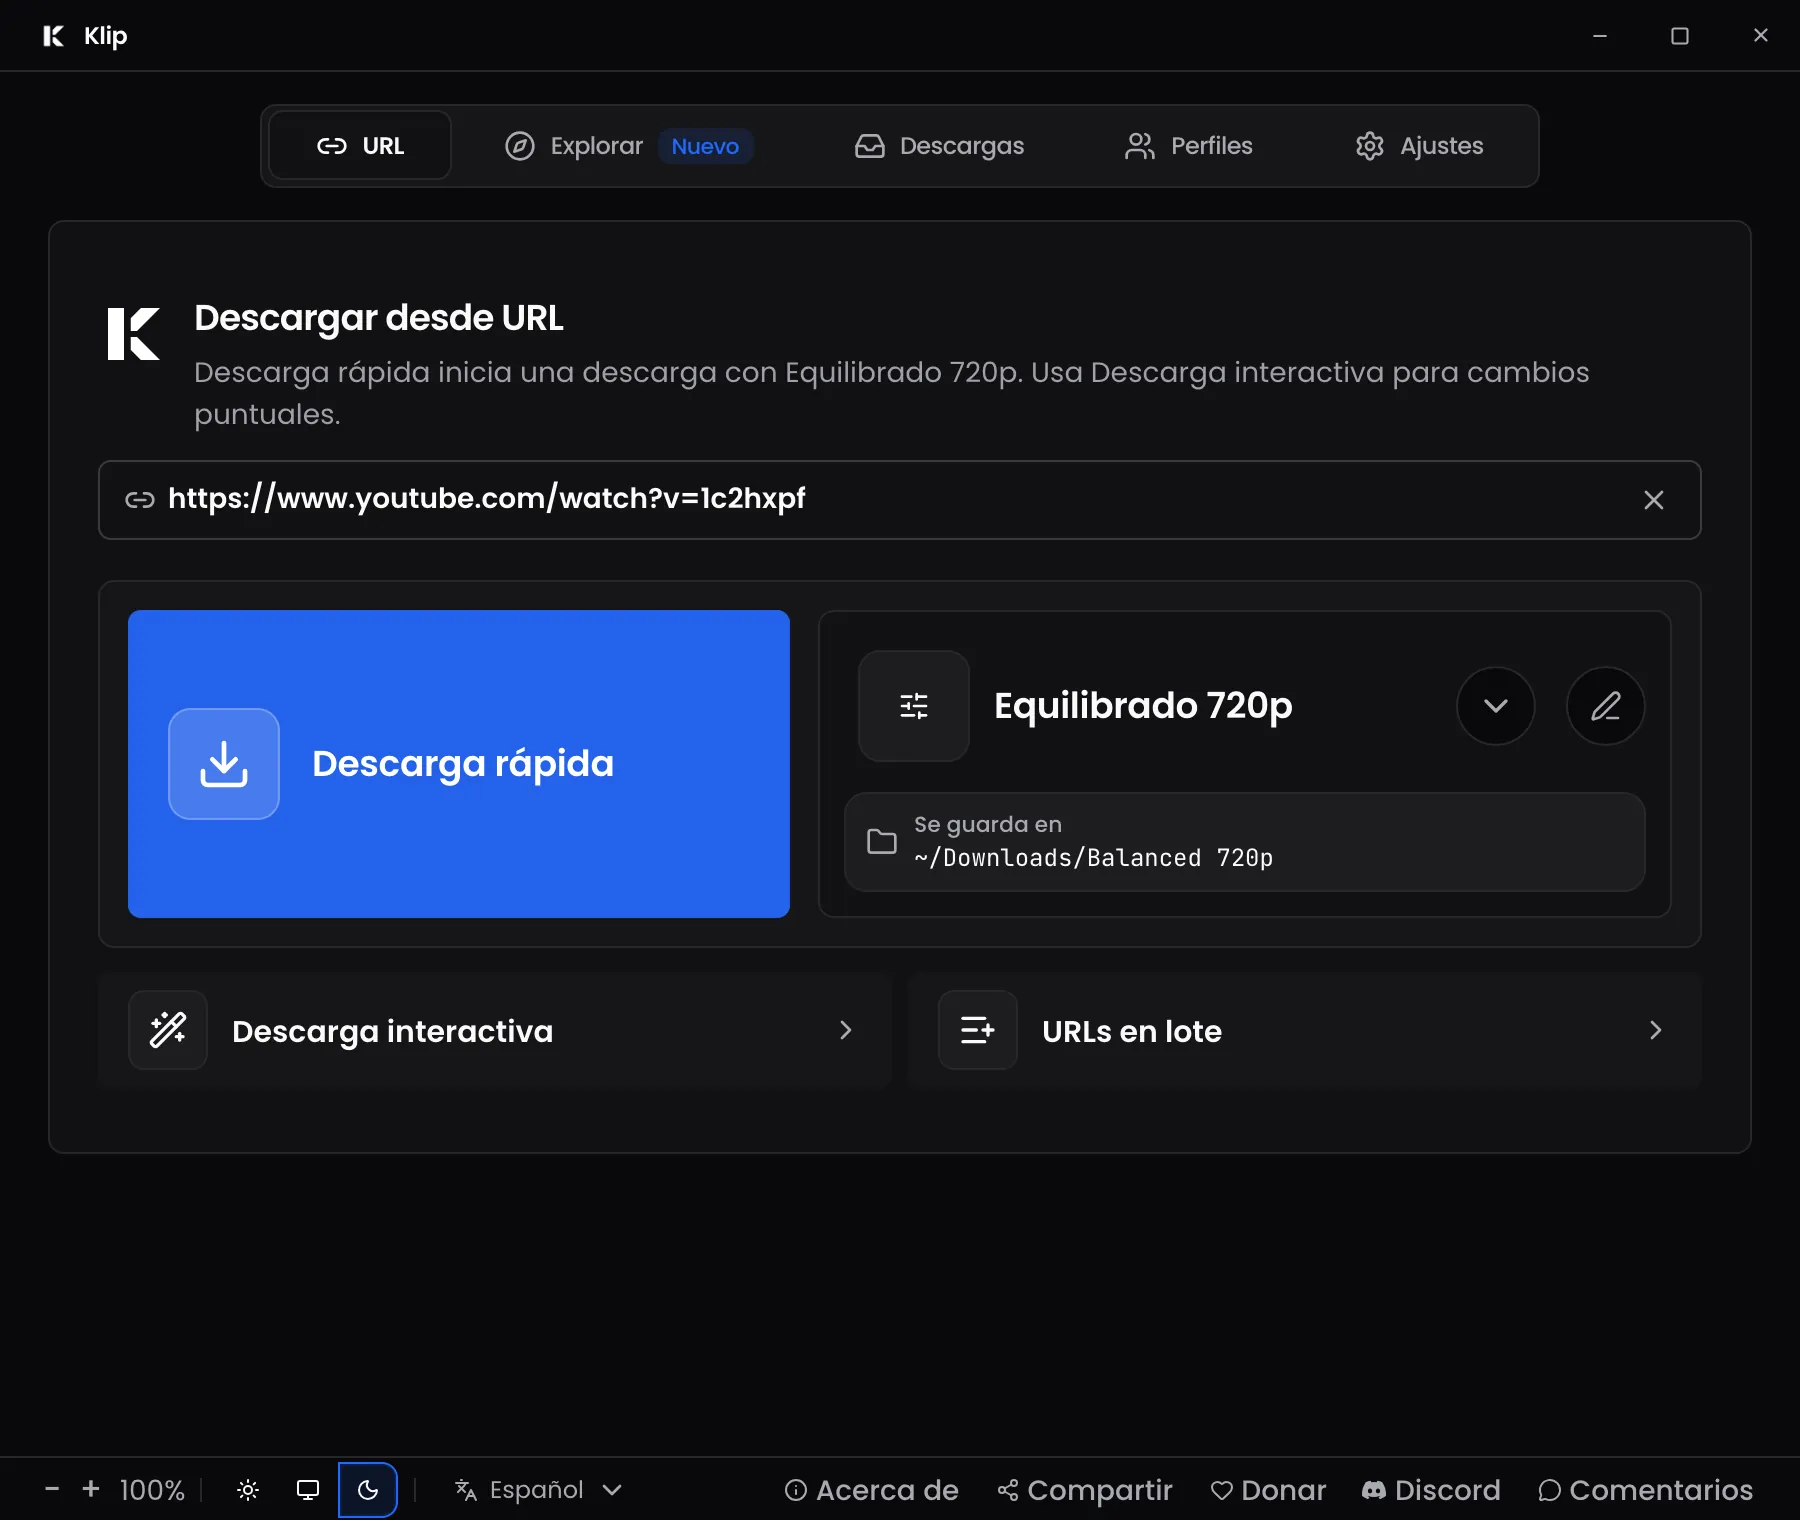 Klip
URL
Explorar
Nuevo
Descargas
Perfiles
Ajustes
Descargar desde URL
Descarga rápida inicia una descarga con Equilibrado 720p. Usa Descarga interactiva para cambios
puntuales.
https://www.youtube.com/watch?v=1c2hxpf
Descarga rápida
Equilibrado 720p
Se guarda en
~/Downloads/Balanced 720p
Descarga interactiva
URLs en lote
100%
Español
Acerca de
Compartir
Donar
Discord
Comentarios